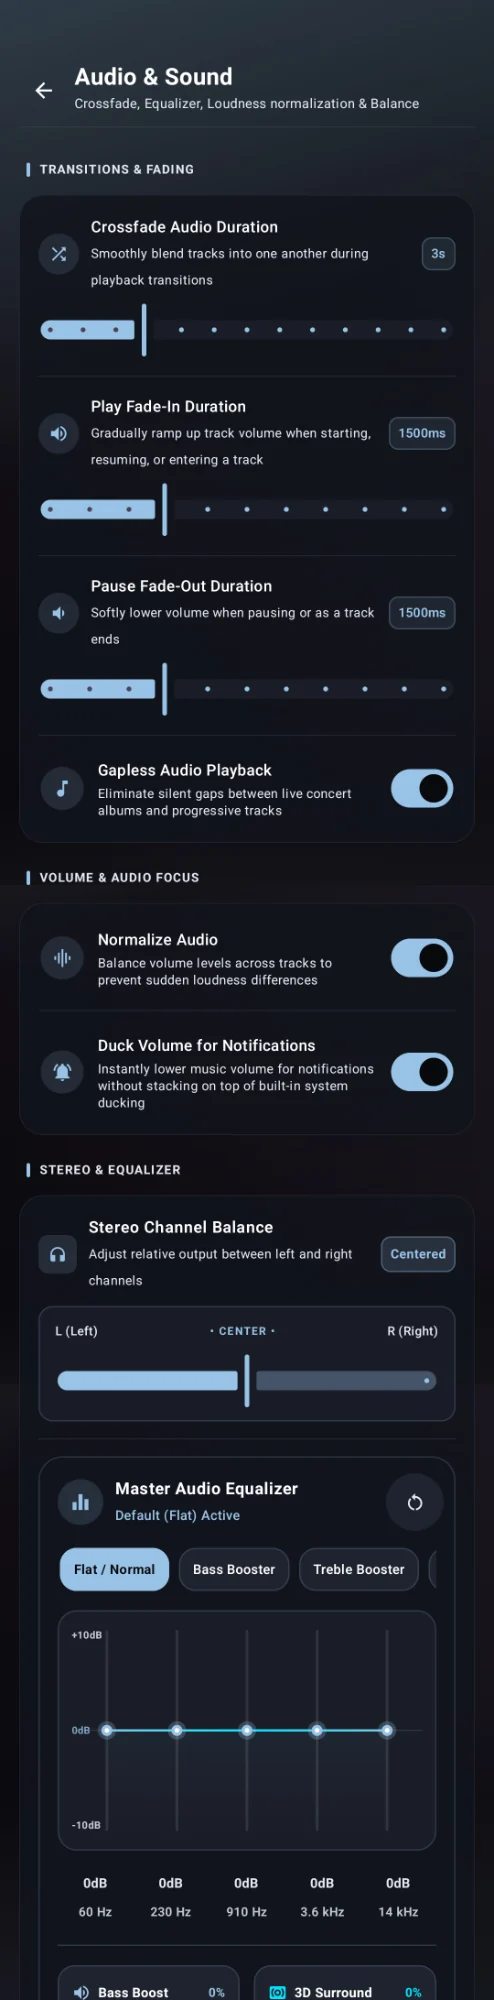 Audio & Sound
Crossfade, Equalizer, Loudness normalization & Balance
TRANSITIONS & FADING
Crossfade Audio Duration
Smoothly blend tracks into one another during
playback transitions
3s
Play Fade-In Duration
Gradually ramp up track volume when starting,
resuming, or entering a track
1500ms
Pause Fade-Out Duration
Softly lower volume when pausing or as a track
ends
1500ms
Gapless Audio Playback
Eliminate silent gaps between live concert
albums and progressive tracks
VOLUME & AUDIO FOCUS
Normalize Audio
Balance volume levels across tracks to
prevent sudden loudness differences
Duck Volume for Notifications
Instantly lower music volume for notifications
without stacking on top of built-in system
ducking
STEREO & EQUALIZER
Stereo Channel Balance
Adjust relative output between left and right
channels
Centered
L (Left) • CENTER • R (Right)
Master Audio Equalizer
Default (Flat) Active
Flat / Normal Bass Booster Treble Booster
+10dB
0dB
-10dB
0dB 0dB 0dB 0dB 0dB
60 Hz 230 Hz 910 Hz 3.6 kHz 14 kHz
Bass Boost 0% 3D Surround 0%